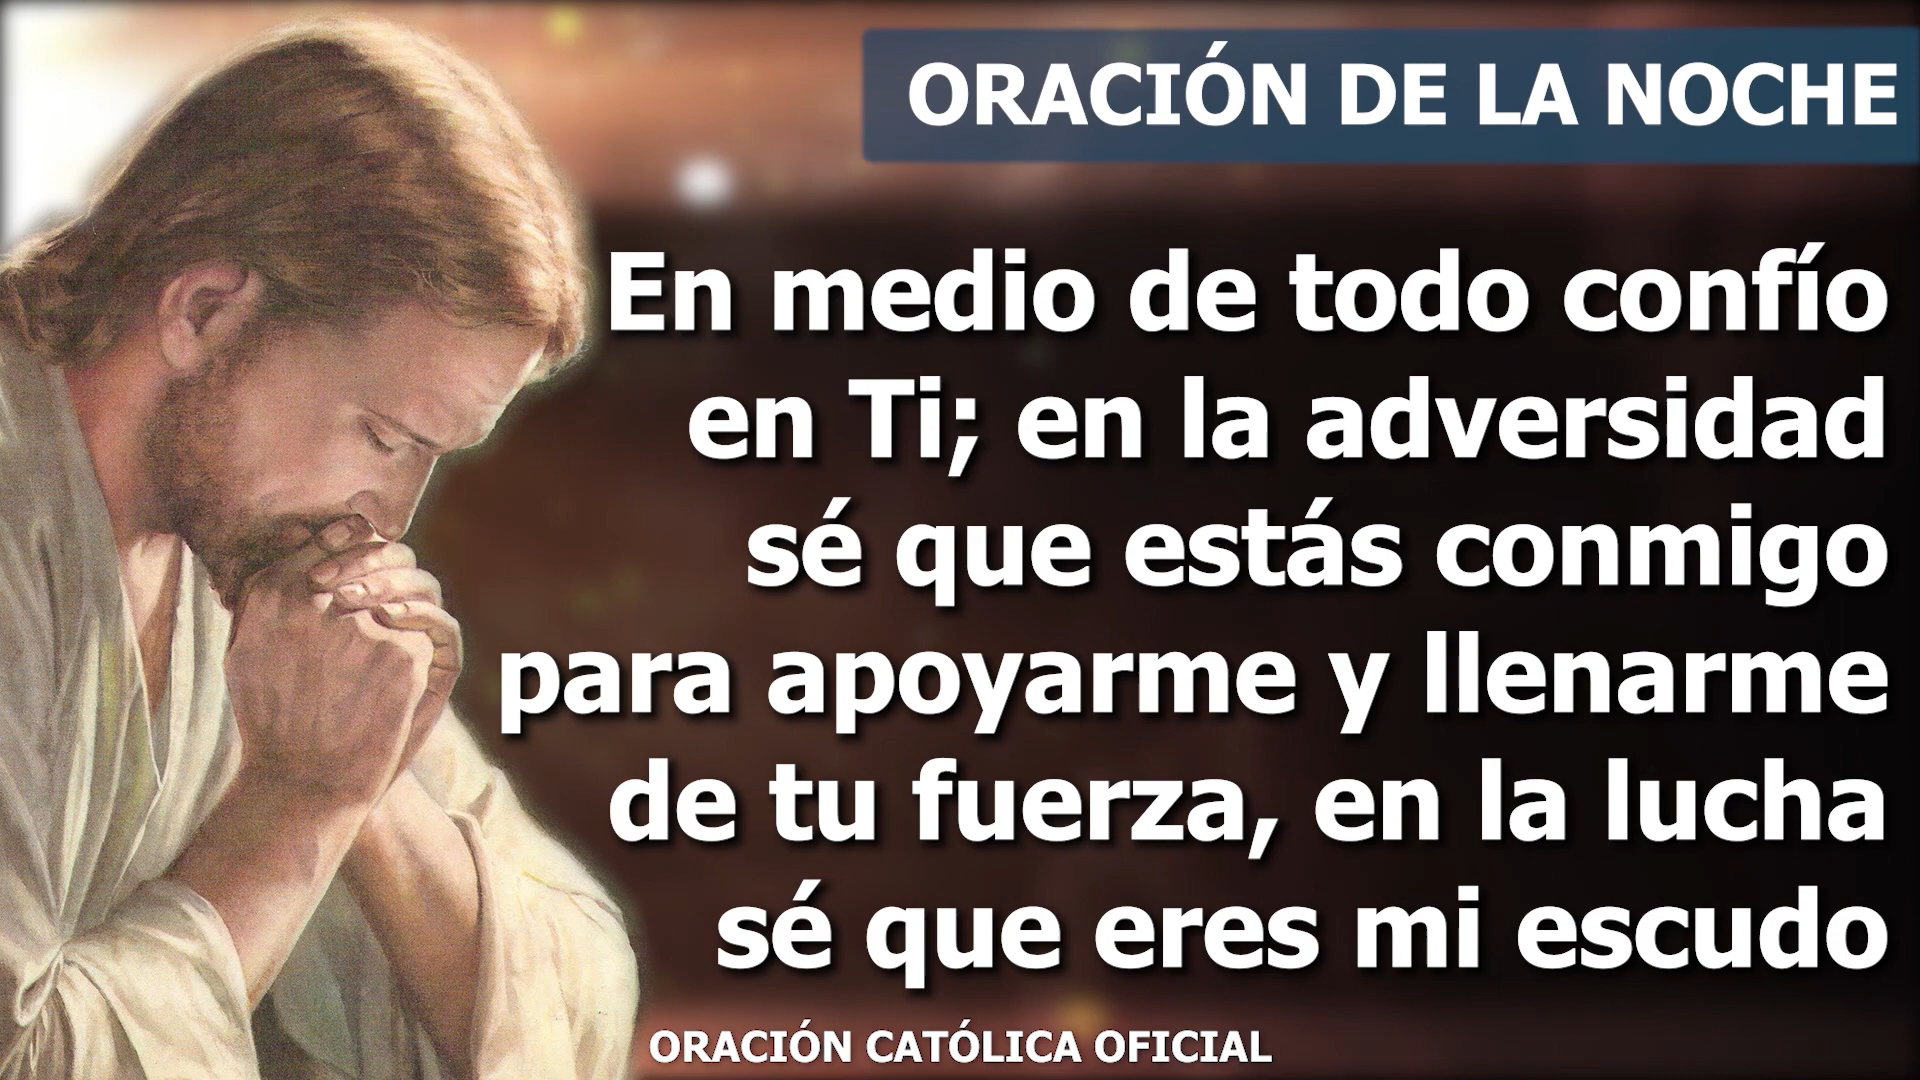 ORACIÓN DE LA NOCHE
En medio de todo confío
en Ti; en la adversidad
sé que estás conmigo
para apoyarme y llenarme
de tu fuerza, en la lucha
sé que eres mi escudo
ORACIÓN CATÓLICA OFICIAL